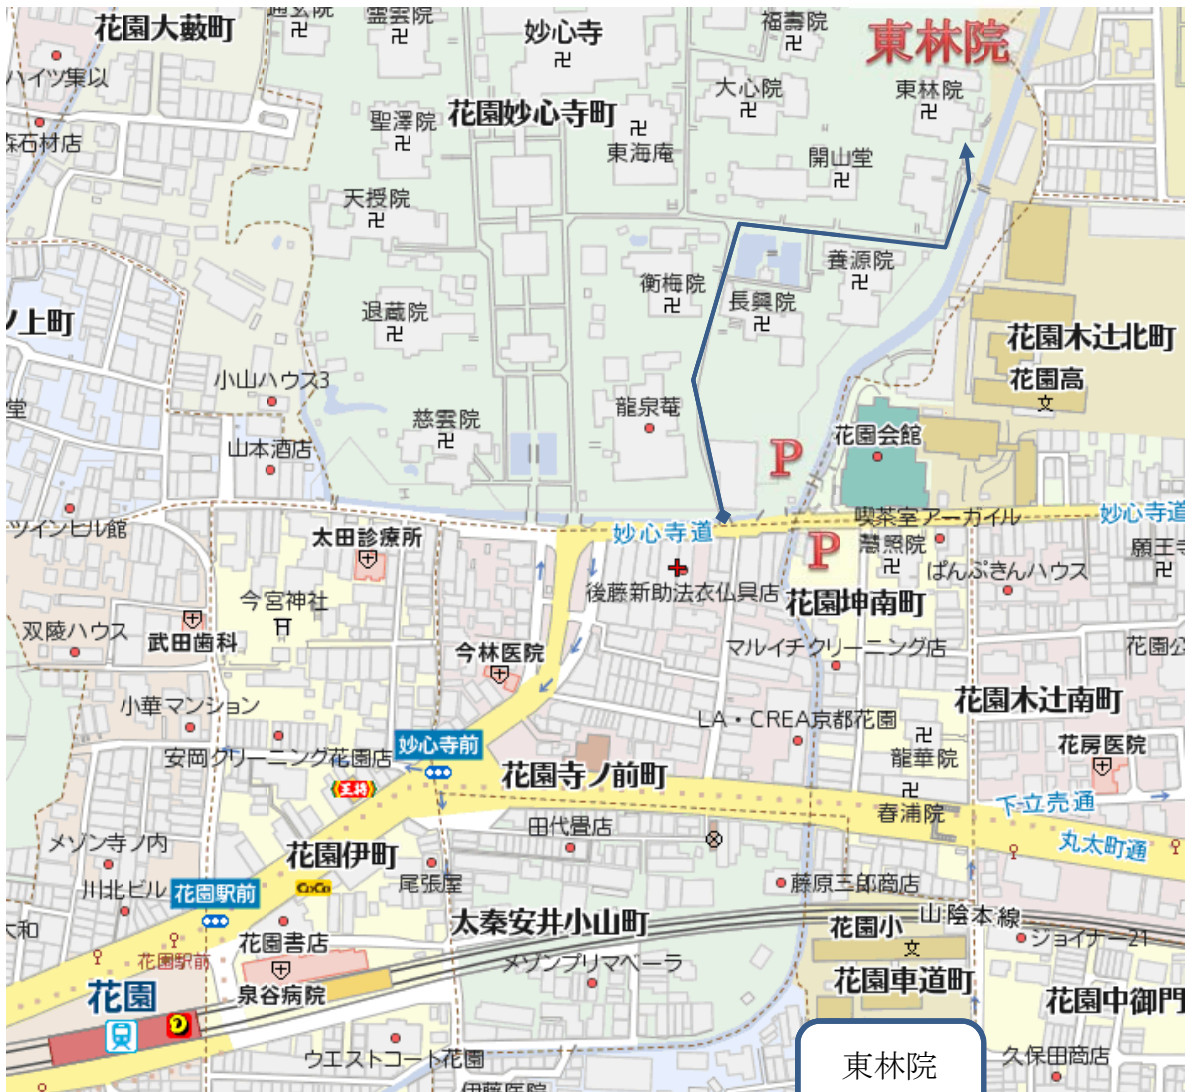 花園大藪町
霊雲院
妙心寺
福壽院
東林院
ハイツ集以
大心院
東林院
花園妙心寺町
聖澤院
森石材店
東海庵
開山堂
天授院
養源院
衡梅院
長興院
退蔵院
ノ上町
花園木辻北町
小山ハウス3
花園高
堂
龍泉菴
慈雲院
花園会館
山本酒店
P
喫茶室アーガイル
妙心寺道
ツインビル館
妙心寺道
太田診療所
P
慧照院
願王寺
ぱんぷきんハウス
後藤新助法衣仏具店
今宮神社
花園坤南町
双陵ハウス
武田歯科
今林医院
マルイチクリーニング店
花園公
小華マンション
花園木辻南町
LA・CREA京都花園
妙心寺前
花房医院
安岡クリーニング花園店
龍華院
花園寺ノ前町
王将
下立売通
春浦院
田代畳店
メゾン寺ノ内
丸太町通
花園伊町
尾張屋
藤原三郎商店
川北ビル
花園駅前
CoCo
太秦安井小山町
山陰本線
花園小
大和
花園書店
ジョイナー21
花園駅前
メゾンプリマベーラ
花園車道町
花園
泉谷病院
花園中御門
ウエストコート花園
東林院
久保田商店
伊藤医院